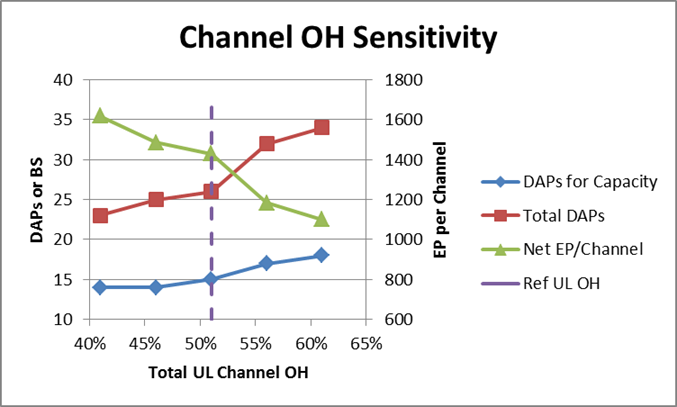 Channel OH Sensitivity
DAPs or BS
40
35
30
25
20
15
10
1800
1600
1400
1200
1000
800
600
EP per Channel
40% 45% 50% 55% 60% 65%
Total UL Channel OH
DAPs for Capacity
Total DAPs
Net EP/Channel
Ref UL OH